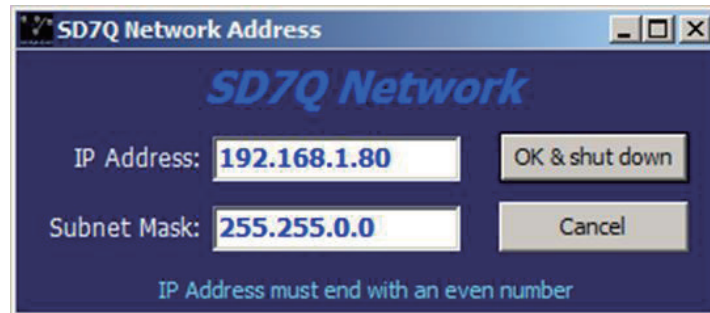 SD7Q Network Address
SD7Q Network
IP Address: 192.168.1.80 OK & shut down
Subnet Mask: 255.255.0.0 Cancel
IP Address must end with an even number